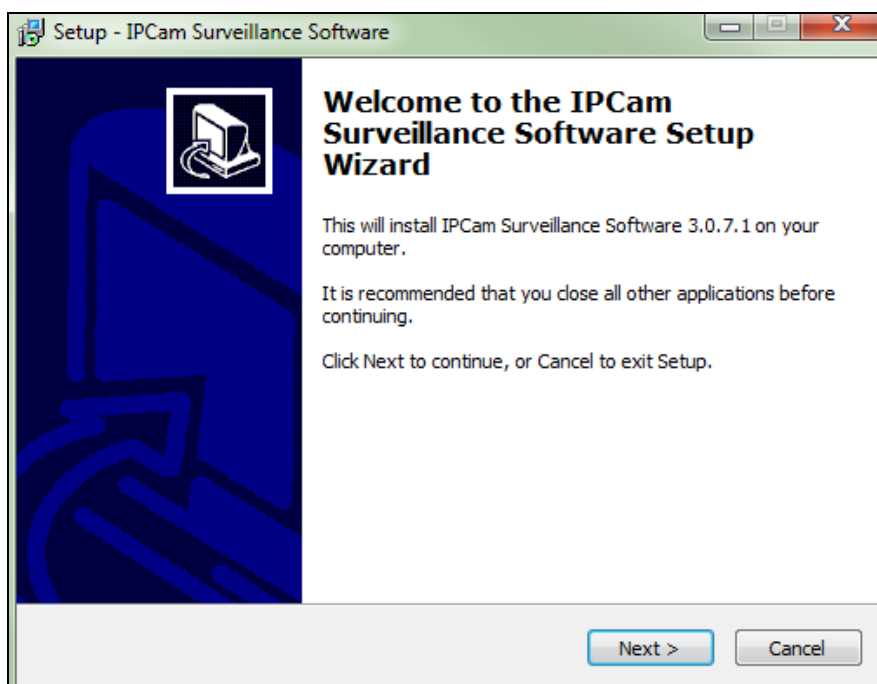 Setup - IPCam Surveillance Software
Welcome to the IPCam
Surveillance Software Setup
Wizard
This will install IPCam Surveillance Software 3.0.7.1 on your
computer.
It is recommended that you close all other applications before
continuing.
Click Next to continue, or Cancel to exit Setup.
Next >
Cancel